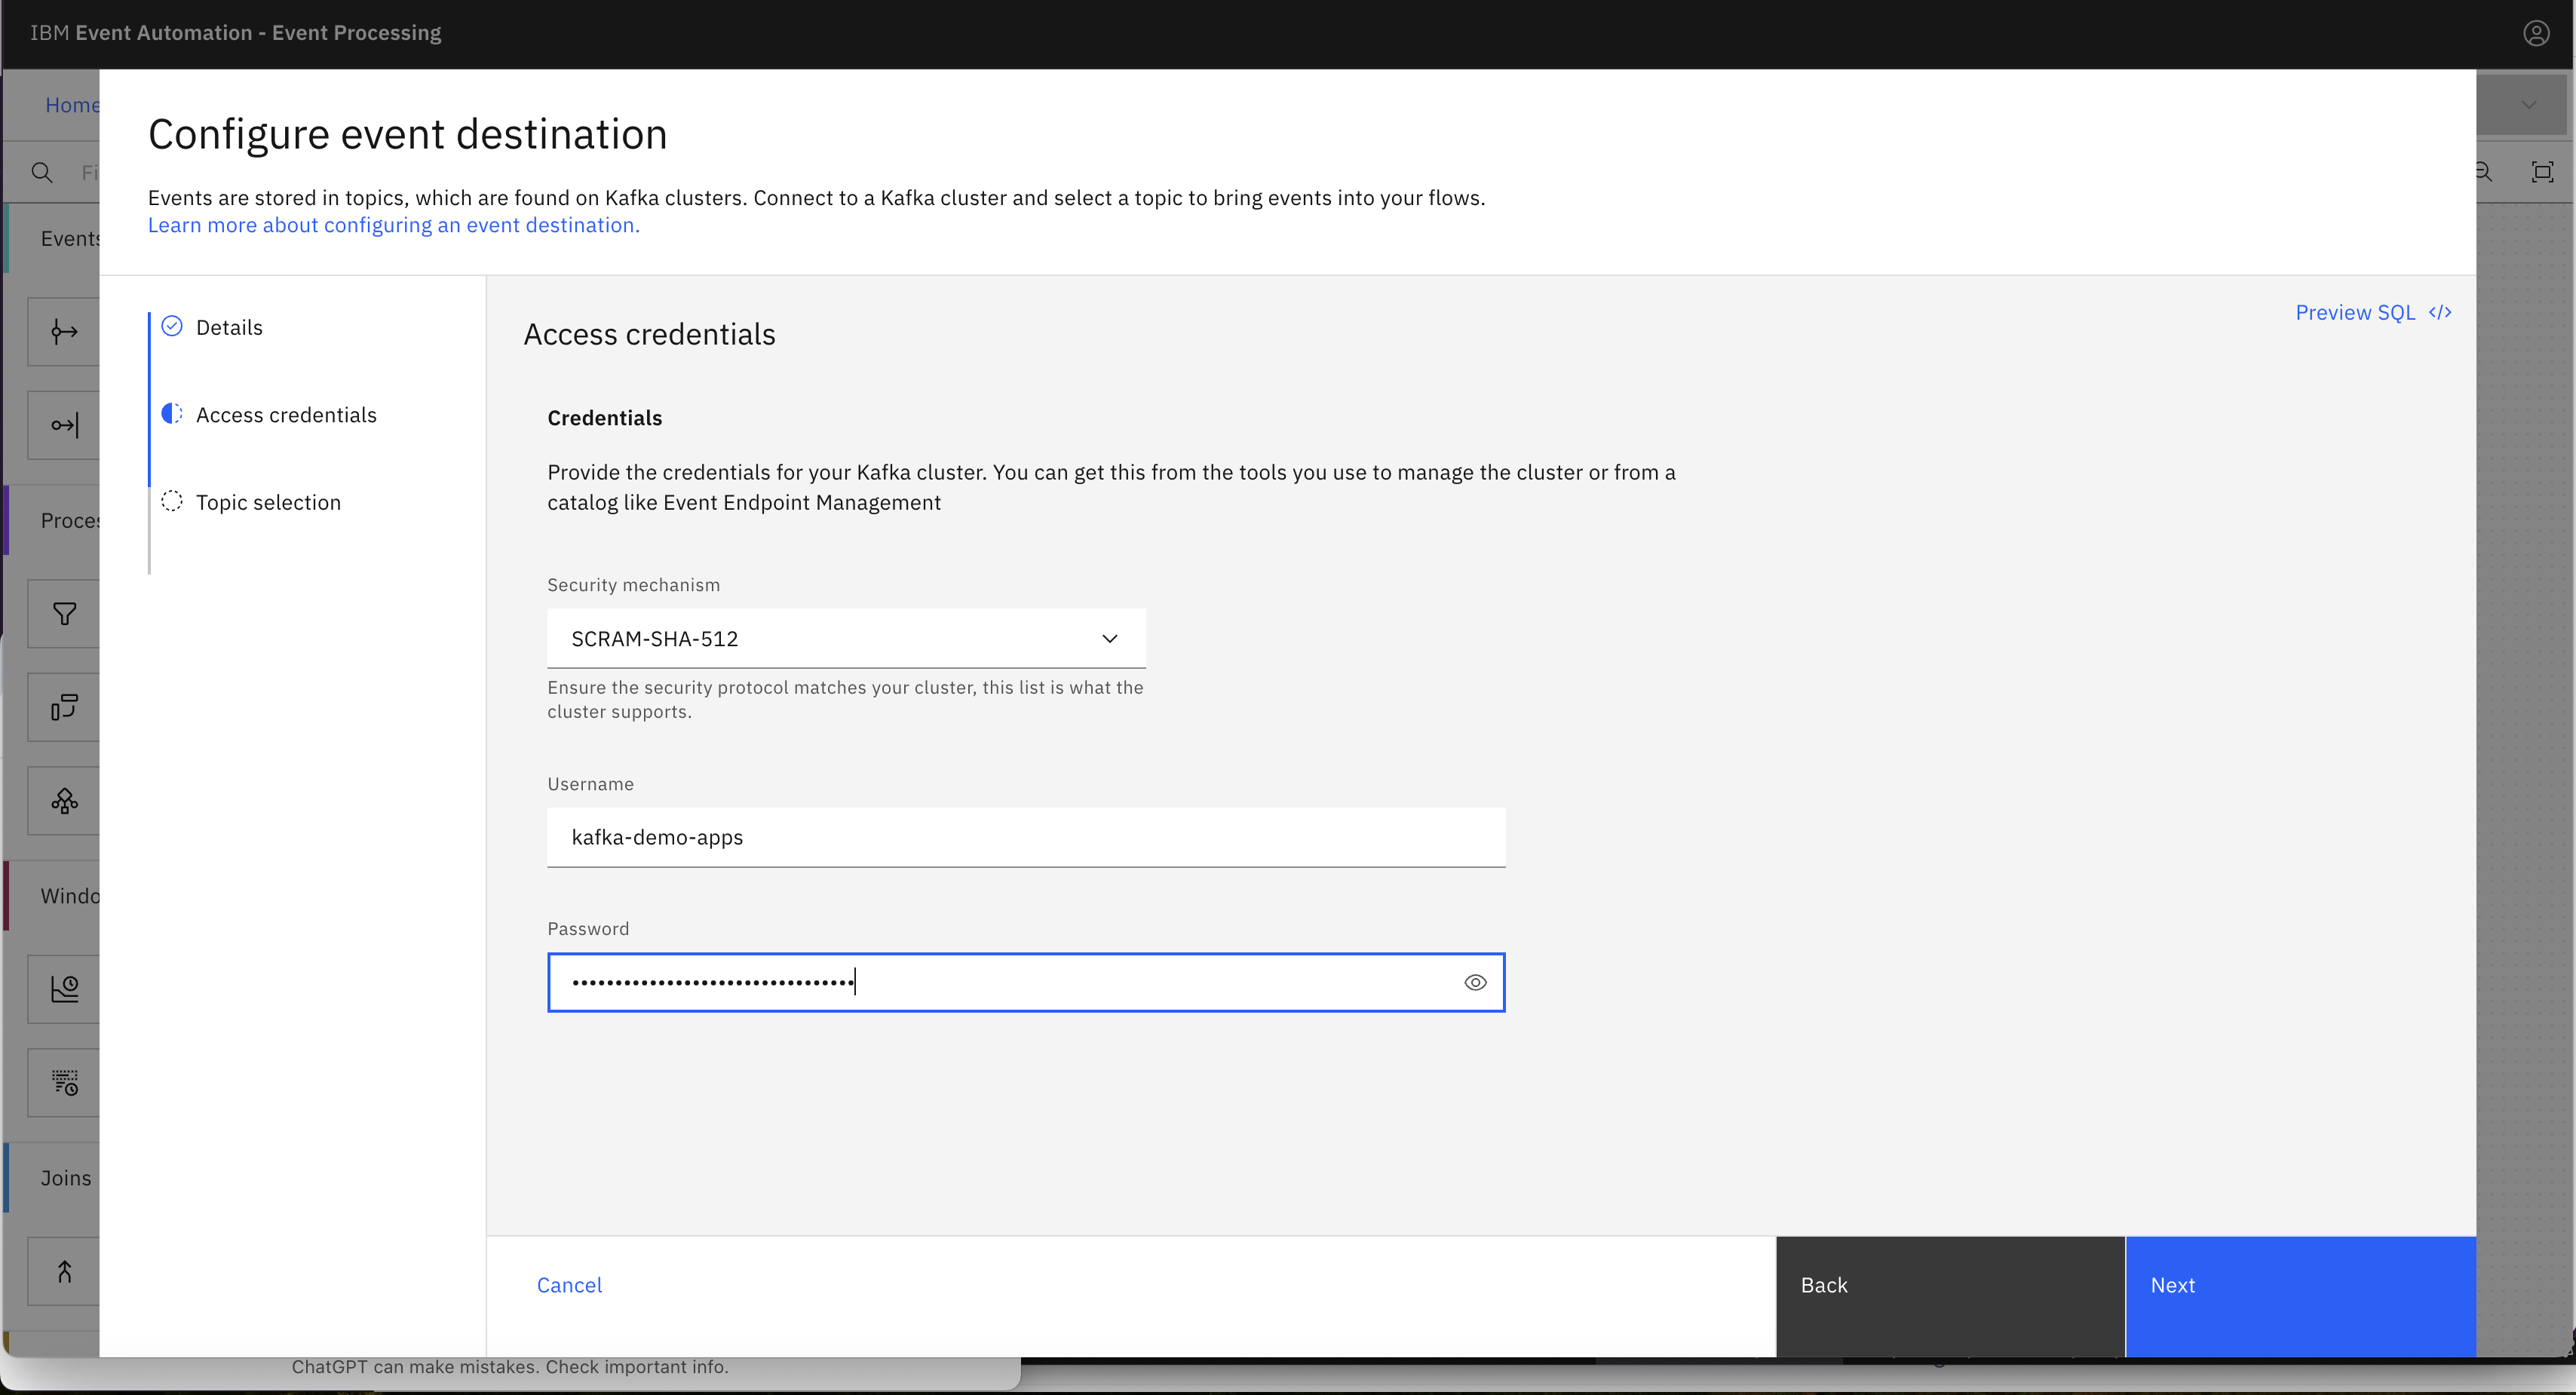 IBM Event Automation - Event Processing
Home
Configure event destination
Events are stored in topics, which are found on Kafka clusters. Connect to a Kafka cluster and select a topic to bring events into your flows.
Learn more about configuring an event destination.
Fi
Events
Proces
Windo
Joins
Details
Access credentials
Topic selection
Access credentials
Preview SQL </>
Credentials
Provide the credentials for your Kafka cluster. You can get this from the tools you use to manage the cluster or from a
catalog like Event Endpoint Management
Security mechanism
SCRAM-SHA-512
Ensure the security protocol matches your cluster, this list is what the
cluster supports.
Username
kafka-demo-apps
Password
•••••••••••••••••••••••••••••••••
Cancel
Back
Next
ChatGPT can make mistakes. Check important info.